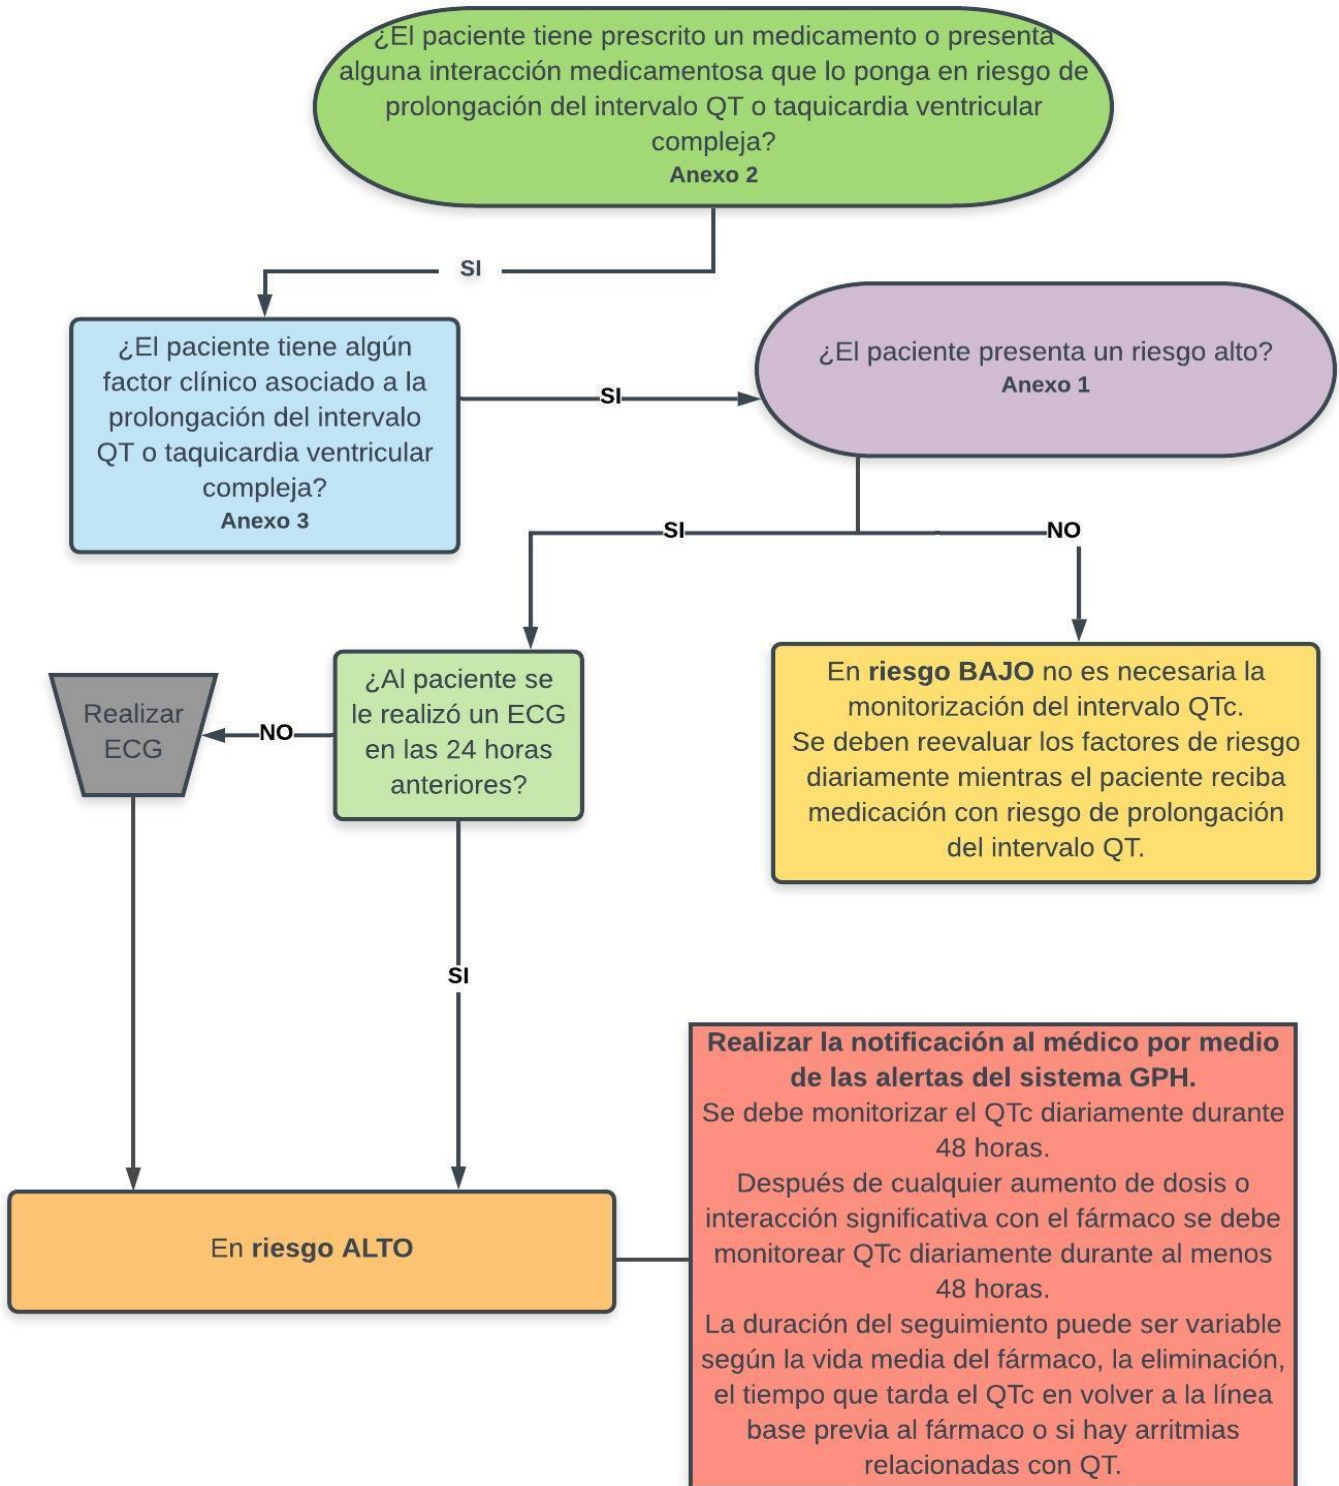 ¿El paciente tiene prescrito un medicamento o presenta
alguna interacción medicamentosa que lo ponga en riesgo de
prolongación del intervalo QT o taquicardia ventricular
compleja?
Anexo 2
SI
¿El paciente tiene algún
factor clínico asociado a la
prolongación del intervalo
QT o taquicardia ventricular
compleja?
Anexo 3
SI
¿El paciente presenta un riesgo alto?
Anexo 1
SI
NO
¿Al paciente se
le realizó un ECG
en las 24 horas
anteriores?
NO
Realizar
ECG
En riesgo BAJO no es necesaria la
monitorización del intervalo QTc.
Se deben reevaluar los factores de riesgo
diariamente mientras el paciente reciba
medicación con riesgo de prolongación
del intervalo QT.
SI
En riesgo ALTO
Realizar la notificación al médico por medio
de las alertas del sistema GPH.
Se debe monitorizar el QTc diariamente durante
48 horas.
Después de cualquier aumento de dosis o
interacción significativa con el fármaco se debe
monitorear QTc diariamente durante al menos
48 horas.
La duración del seguimiento puede ser variable
según la vida media del fármaco, la eliminación,
el tiempo que tarda el QTc en volver a la línea
base previa al fármaco o si hay arritmias
relacionadas con QT.